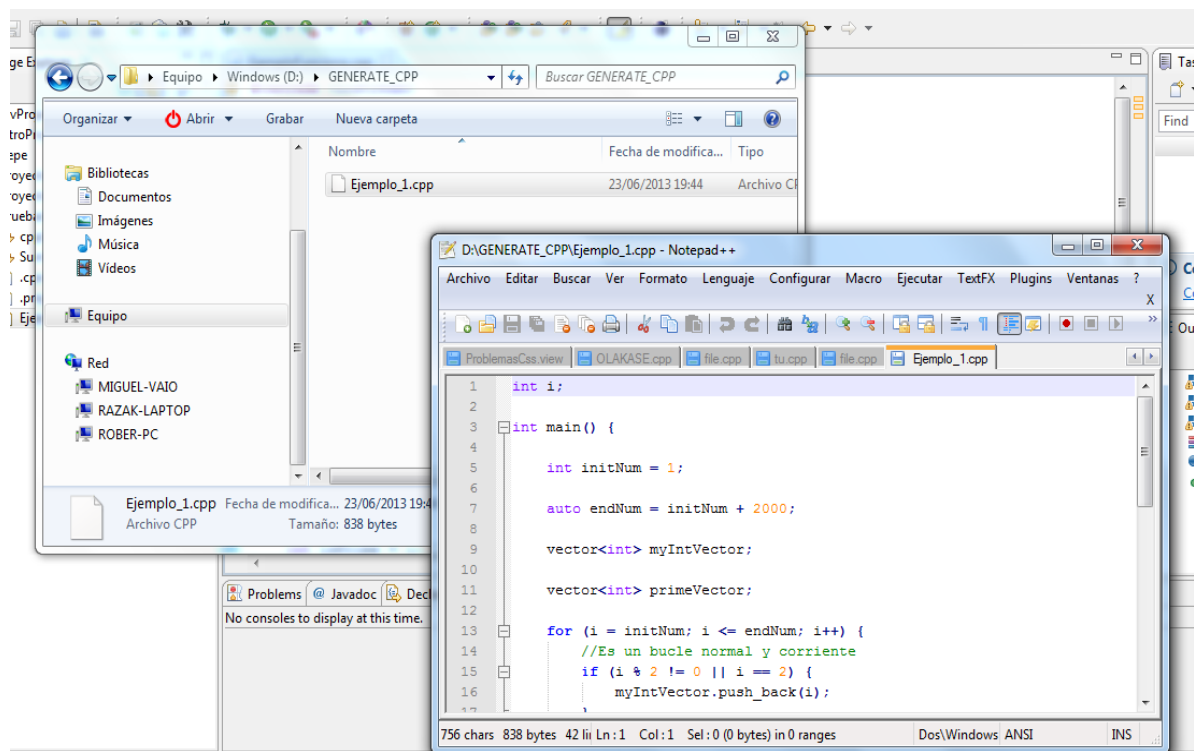 Equipo Windows (D:) GENERATE_CPP
Buscar GENERATE_CPP
Organizar Abrir Grabar Nueva carpeta
Nombre Fecha de modifica... Tipo
Ejemplo_1.cpp 23/06/2013 19:44 Archivo
Bibliotecas
Documentos
Imágenes
Música
Vídeos
Equipo
Red
MIGUEL-VAIO
RAZAK-LAPTOP
ROBER-PC
Ejemplo_1.cpp Fecha de modifica... 23/06/2013 19:4
Archivo CPP Tamaño: 838 bytes
Find
Problems @ Javadoc Decl
No consoles to display at this time.
D:\GENERATE_CPP\Ejemplo_1.cpp - Notepad++
Archivo Editar Buscar Ver Formato Lenguaje Configurar Macro Ejecutar TextFX Plugins Ventanas ?
X
ProblemasCss.view OLAKASE.cpp file.cpp tu.cpp file.cpp Ejemplo_1.cpp
1 int i;
2
3 int main() {
4
5 int initNum = 1;
6
7 auto endNum = initNum + 2000;
8
9 vector<int> myIntVector;
10
11 vector<int> primeVector;
12
13 for (i = initNum; i <= endNum; i++) {
14 //Es un bucle normal y corriente
15 if (i % 2 != 0 || i == 2) {
16 myIntVector.push_back(i);
17 }
756 chars 838 bytes 42 li Ln : 1 Col : 1 Sel : 0 (0 bytes) in 0 ranges Dos\Windows ANSI INS